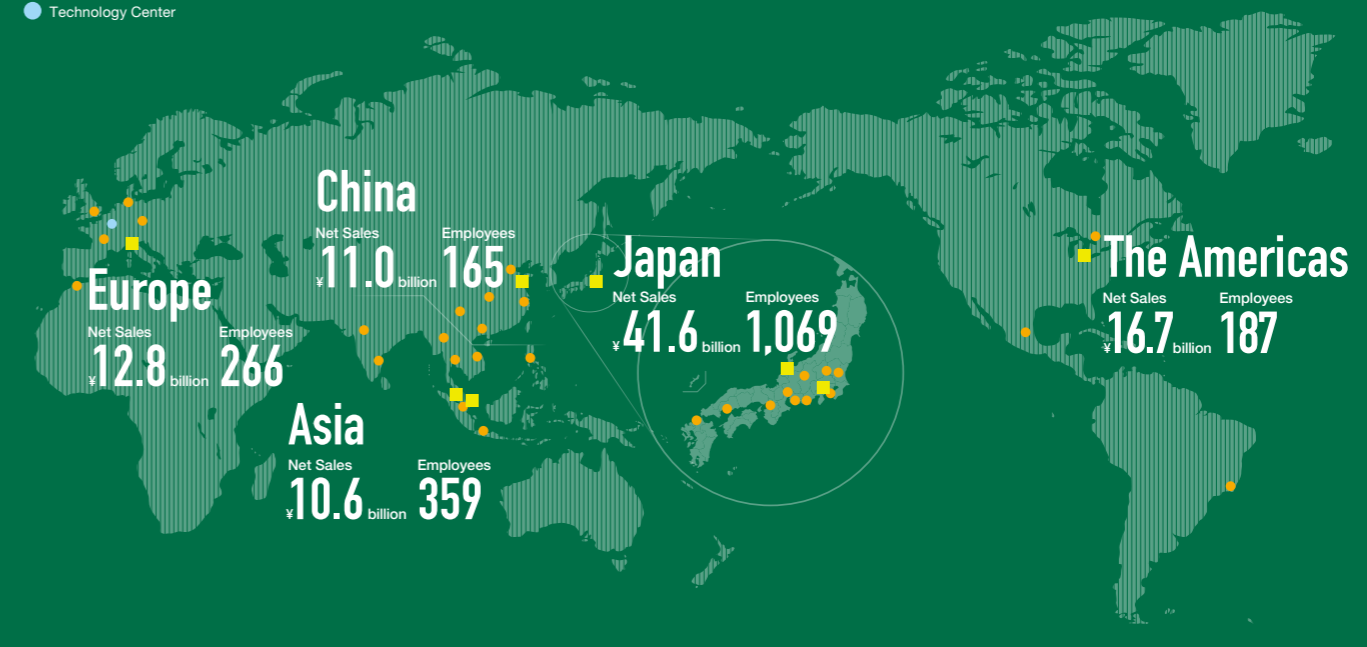 Technology Center
China
Net Sales Employees
¥11.0 billion 165
Japan
Net Sales Employees
¥41.6 billion 1,069
The Americas
Net Sales Employees
¥16.7 billion 187
Europe
Net Sales Employees
¥12.8 billion 266
Asia
Net Sales Employees
¥10.6 billion 359